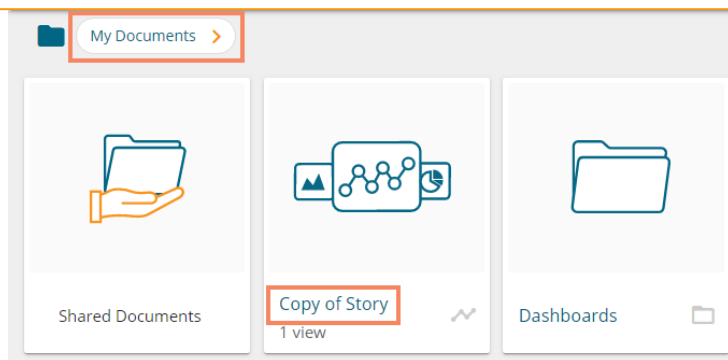 My Documents
Shared Documents
Copy of Story
1 view
Dashboards